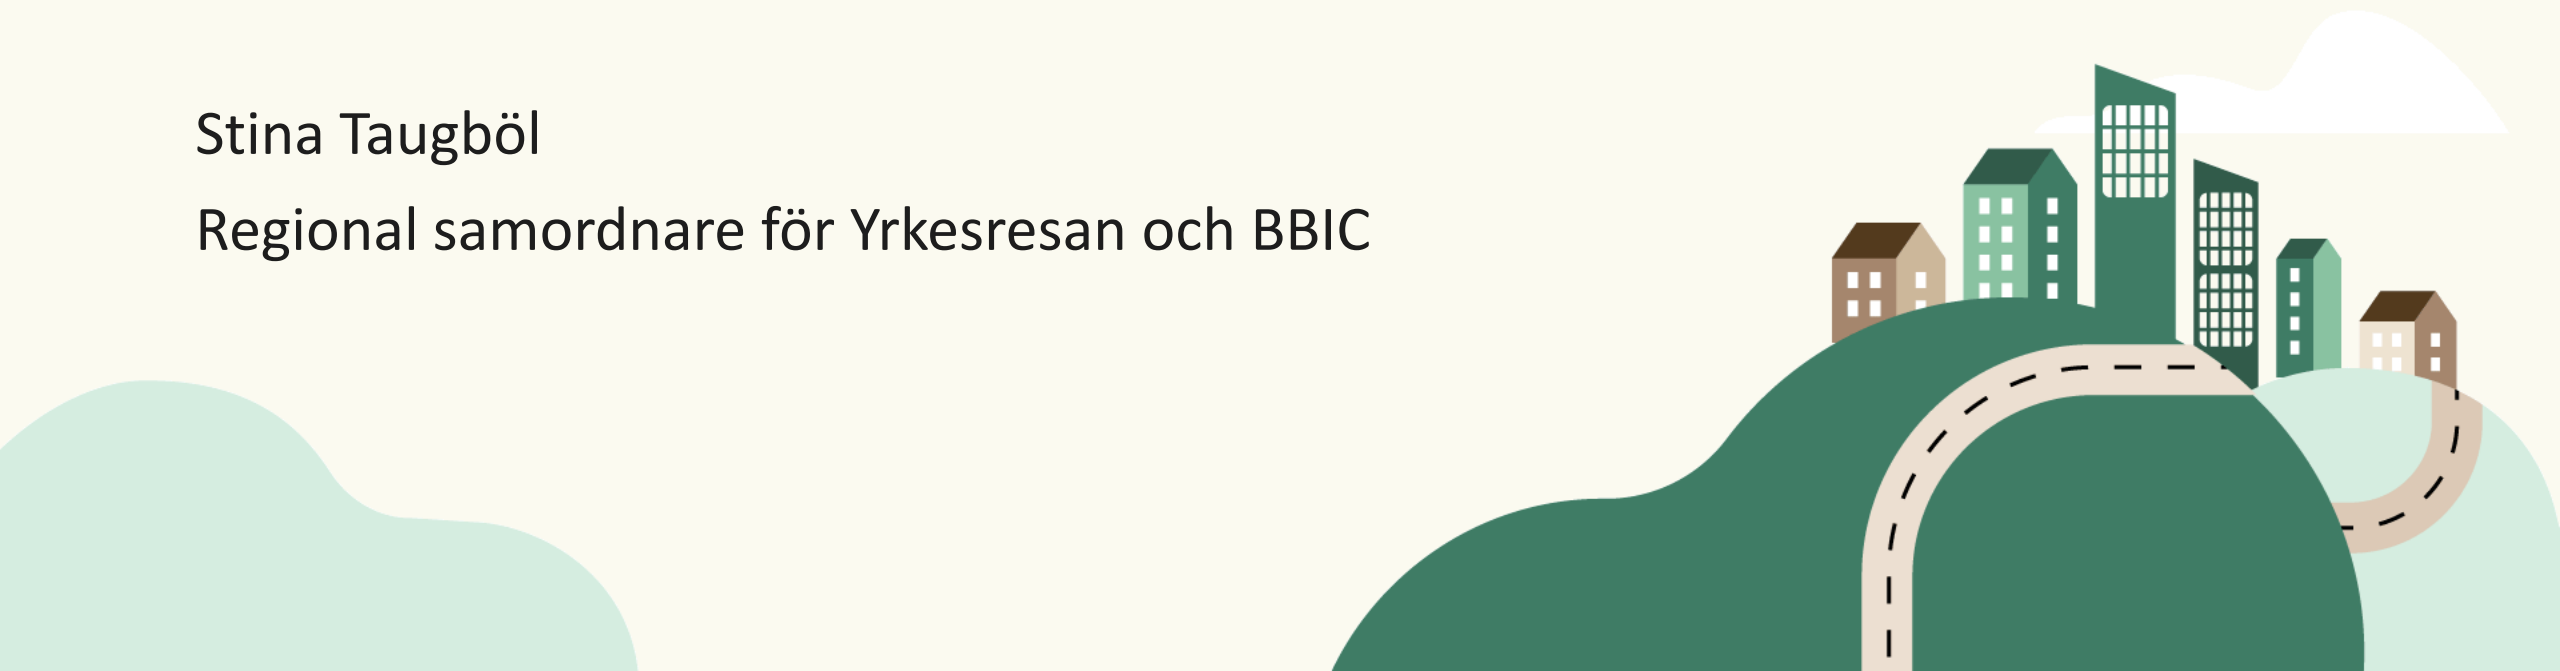 Stina Taugböl
Regional samordnare för Yrkesresan och BBIC